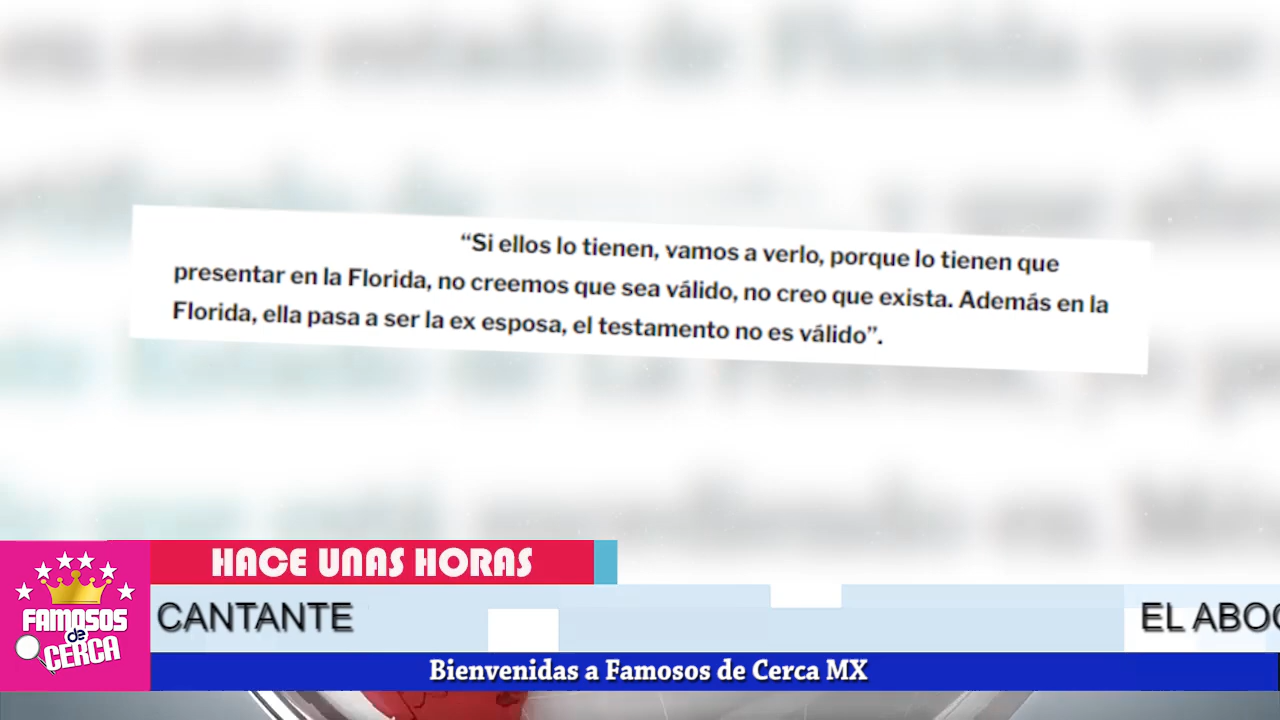 “Si ellos lo tienen, vamos a verlo, porque lo tienen que
presentar en la Florida, no creemos que sea válido, no creo que exista. Además en la
Florida, ella pasa a ser la ex esposa, el testamento no es válido”.
HACE UNAS HORAS
FAMOSOS
de
CERCA
CANTANTE
EL ABOG
Bienvenidas a Famosos de Cerca MX